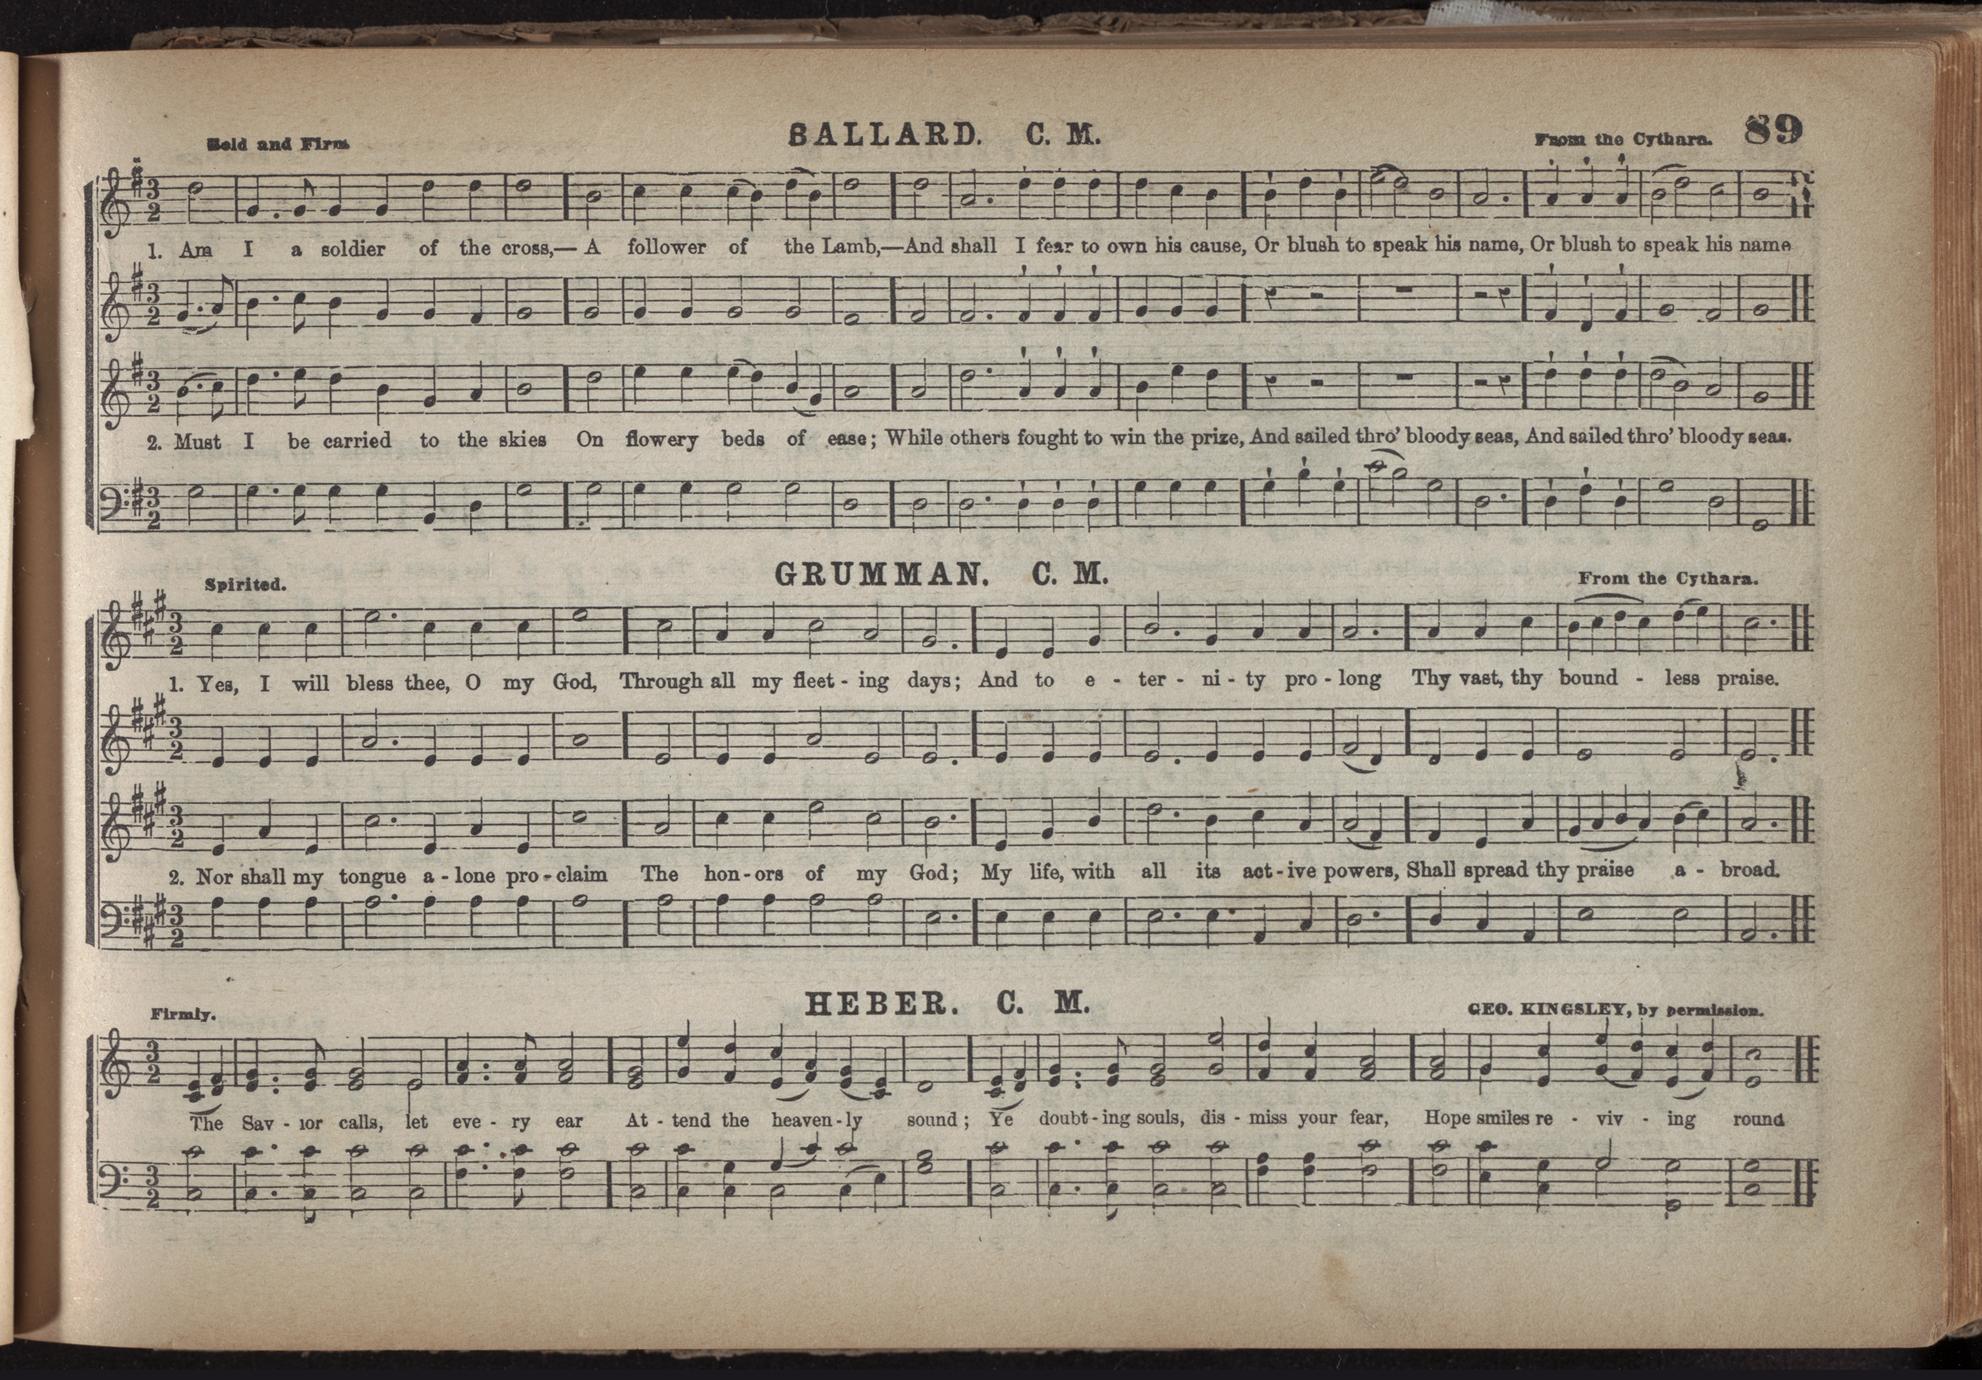 SALLARD. C. M.
89
Bold and Firm
From the Cythara.
1. Am I a soldier of the cross,— A follower of the Lamb,—And shall I fear to own his cause, Or blush to speak his name, Or blush to speak his name
2. Must I be carried to the skies On flowery beds of ease; While others fought to win the prize, And sailed thro' bloody seas, And sailed thro' bloody seas.
GRUMMAN. C. M.
Spirited.
From the Cythara.
1. Yes, I will bless thee, O my God, Through all my fleet - ing days; And to e - ter - ni - ty pro - long Thy vast, thy bound - less praise.
2. Nor shall my tongue a - lone pro - claim The hon - ors of my God; My life, with all its act - ive powers, Shall spread thy praise a - broad.
HEBER. C. M.
Firmly.
GEO. KINGSLEY, by permission.
The Sav - ior calls, let eve - ry ear At - tend the heaven - ly sound; Ye doubt - ing souls, dis - miss your fear, Hope smiles re - viv - ing round